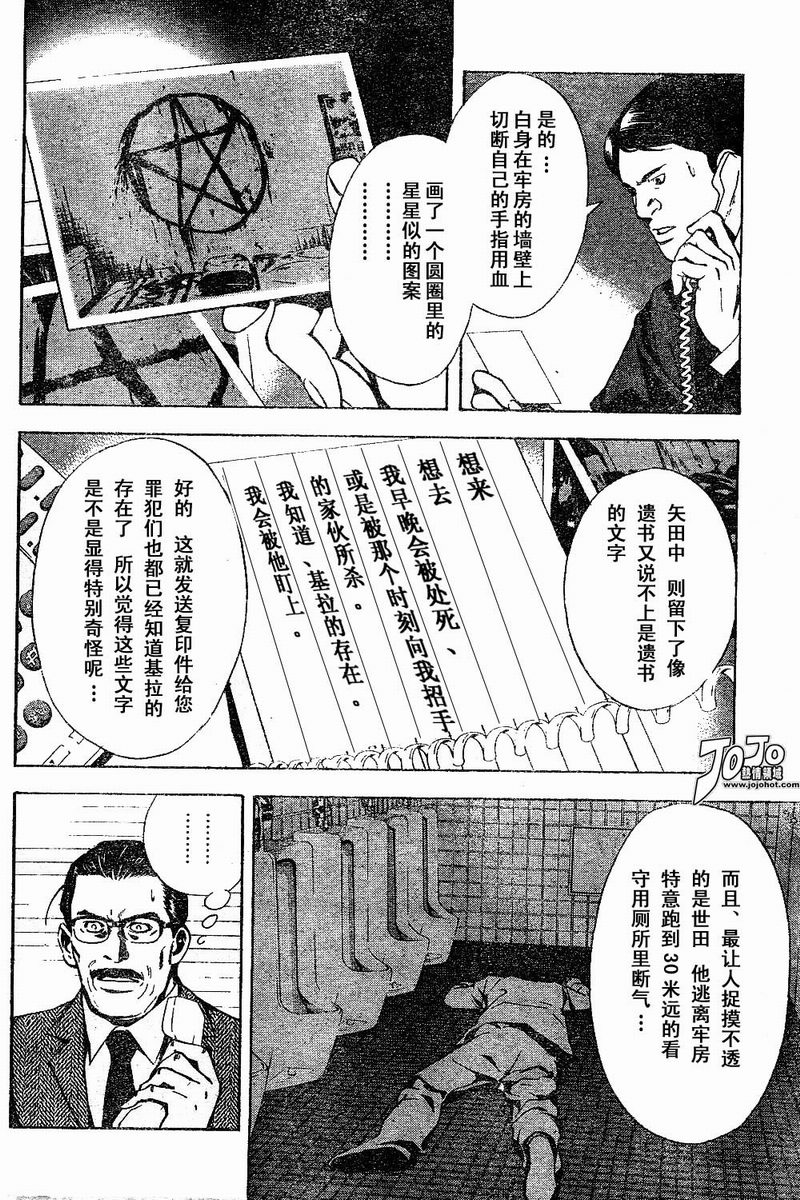 是的…
白身在牢房的墙壁上
切断自己的手指用血
画了一个圆圈里的
星星似的图案
…………
…………
矢田中 则留下了像
遗书又说不上是遗书
的文字
想来
想去
我早晚会被处死、
或是被那个时刻向我招手
的家伙所杀。
我知道、基拉的存在。
我会被他盯上。
好的 这就发送复印件给您
罪犯们也都已经知道基拉的
存在了 所以觉得这些文字
是不是显得特别奇怪呢…
JOJO
热情领域
www.jojohot.com
而且、最让人捉摸不透
的是世田 他逃离牢房
特意跑到30米远的看
守用厕所里断气…
………
………